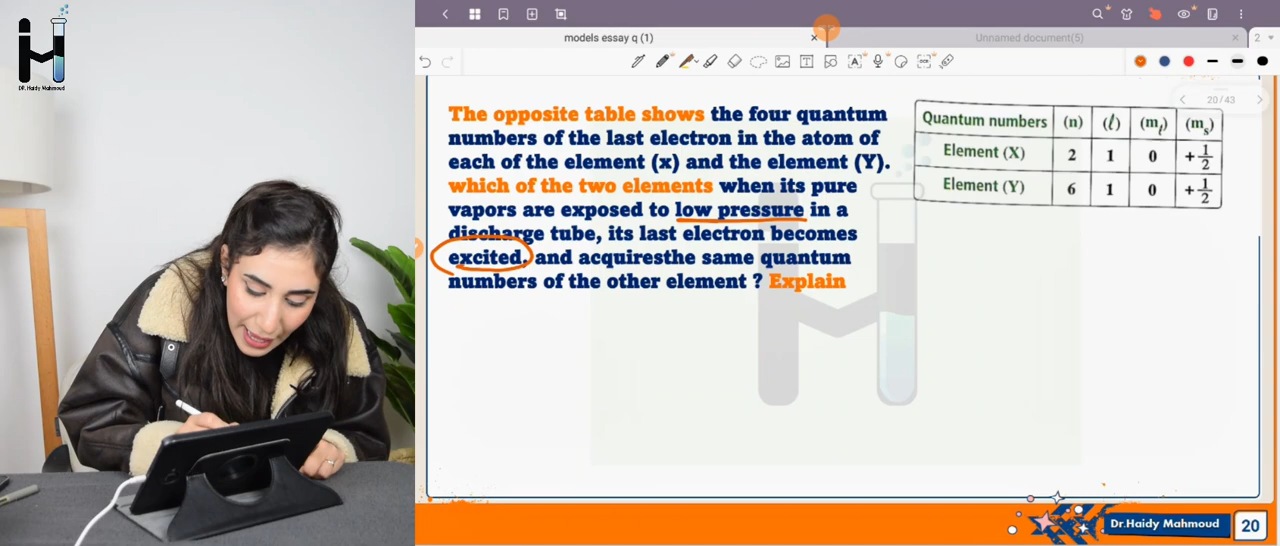 DR. Haidy Mahmoud
models essay q (1)
Unnamed document(5)
2
20/43
The opposite table shows the four quantum
numbers of the last electron in the atom of
each of the element (x) and the element (Y).
which of the two elements when its pure
vapors are exposed to low pressure in a
discharge tube, its last electron becomes
excited. and acquiresthe same quantum
numbers of the other element ? Explain
Quantum numbers (n) (ℓ) (mℓ) (ms)
Element (X) 2 1 0 +1/2
Element (Y) 6 1 0 +1/2
Dr.Haidy Mahmoud 20